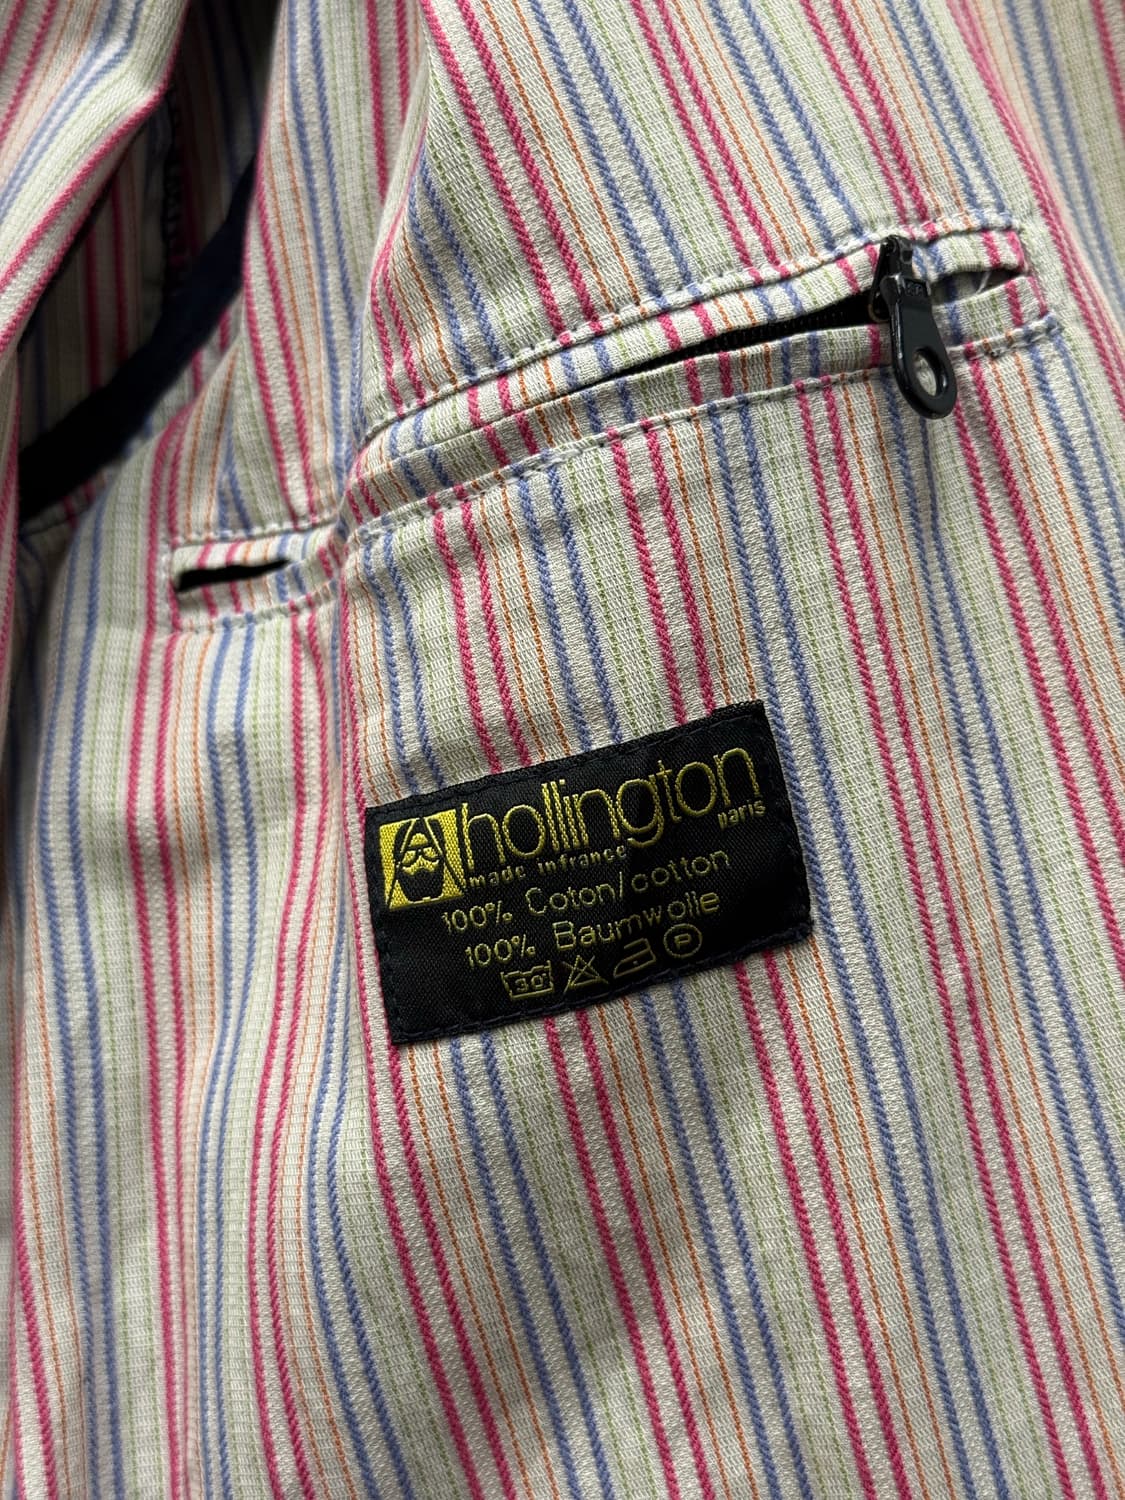 hollington
paris
made in france
100% Coton/cotton
100% Baumwolle
30°
P